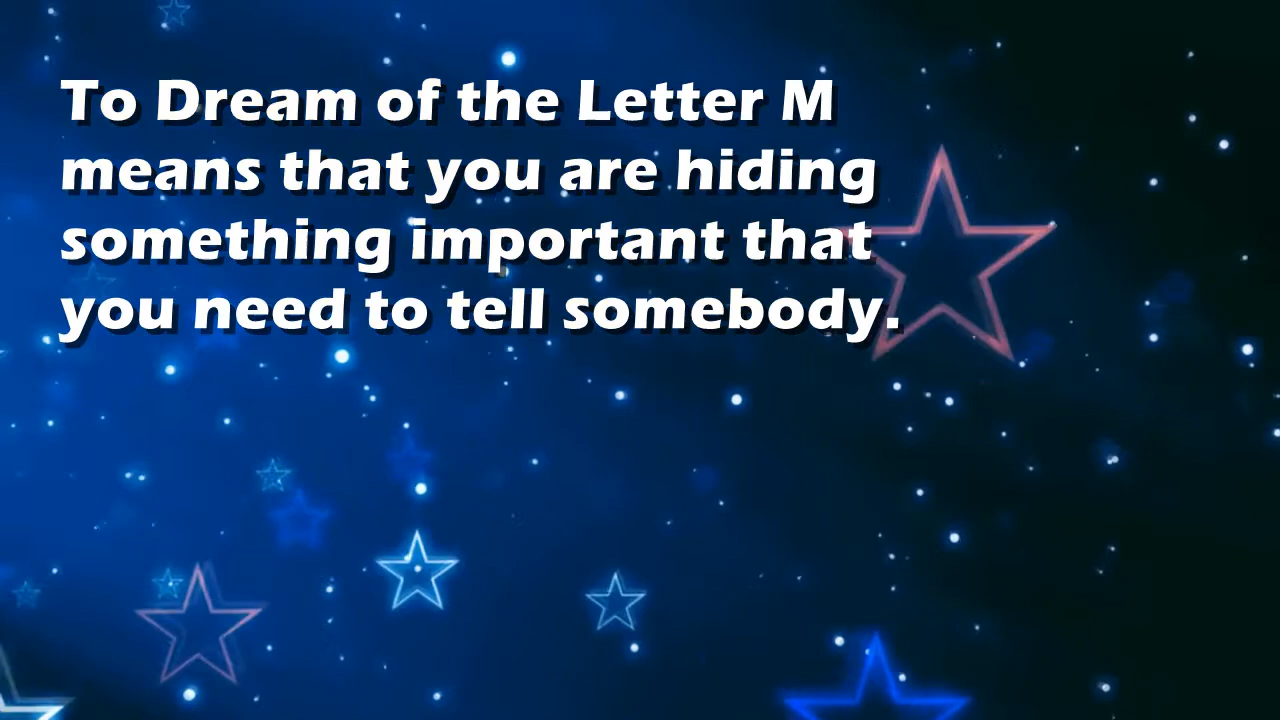 To Dream of the Letter M
means that you are hiding
something important that
you need to tell somebody.